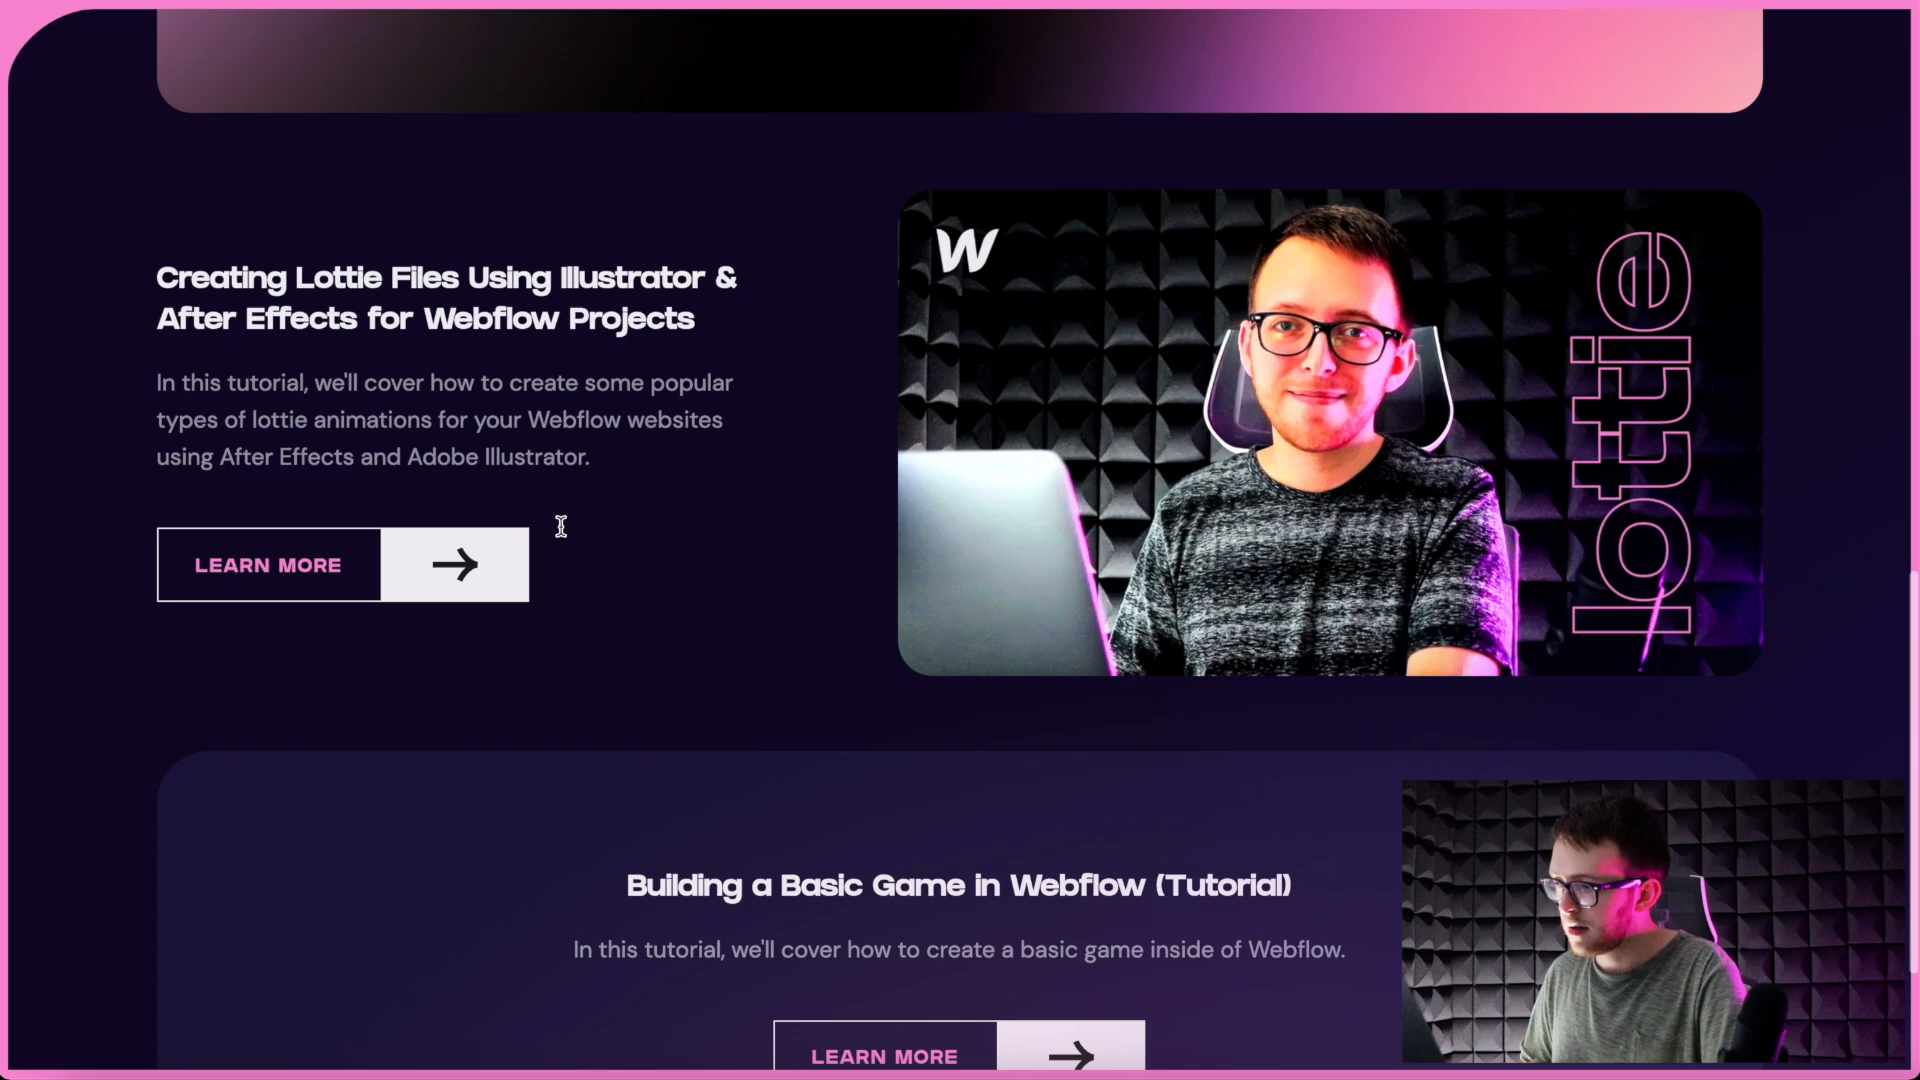 Creating Lottie Files Using Illustrator &
After Effects for Webflow Projects
In this tutorial, we'll cover how to create some popular
types of lottie animations for your Webflow websites
using After Effects and Adobe Illustrator.
LEARN MORE
W
lottie
Building a Basic Game in Webflow (Tutorial)
In this tutorial, we'll cover how to create a basic game inside of Webflow.
LEARN MORE